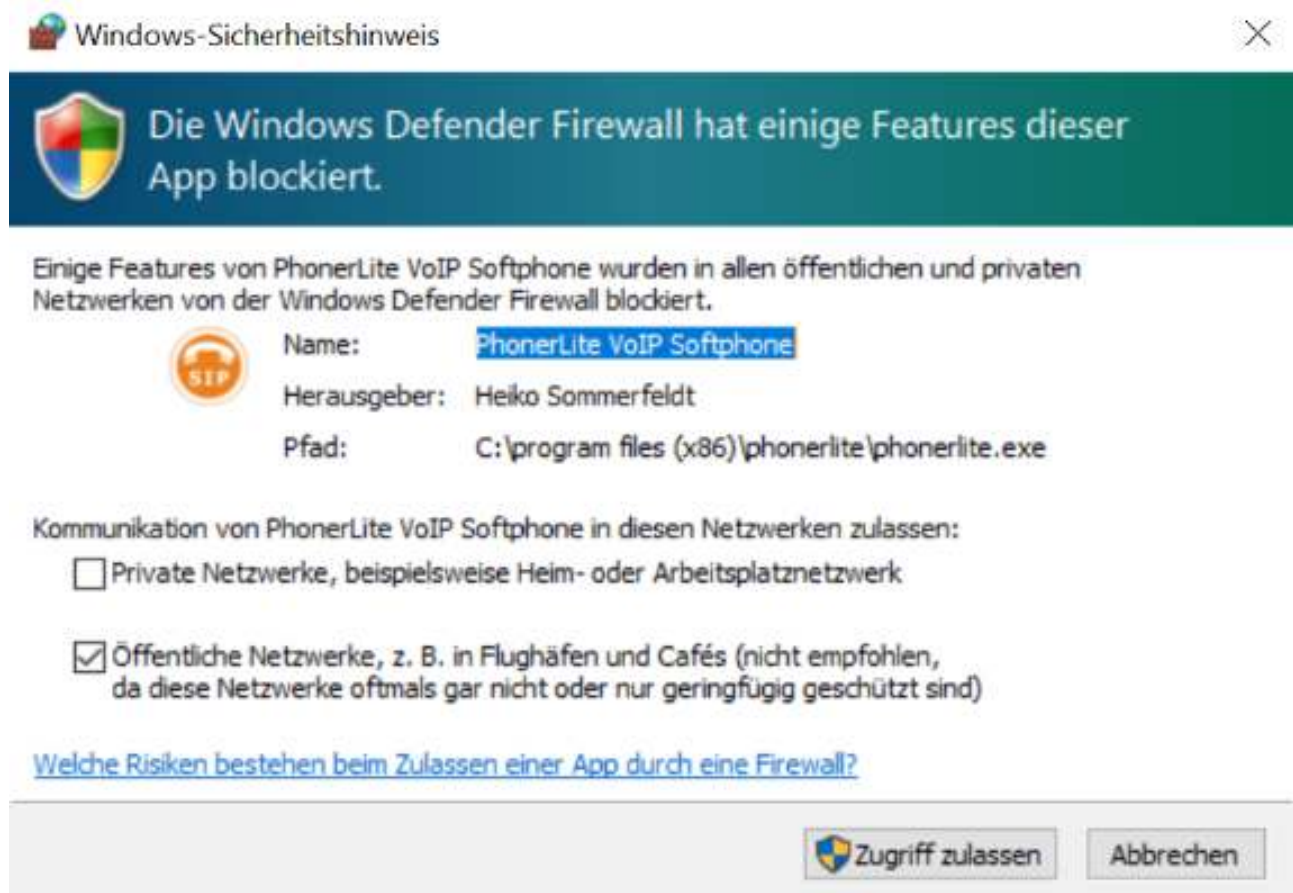 Windows-Sicherheitshinweis
Die Windows Defender Firewall hat einige Features dieser
App blockiert.
Einige Features von PhonerLite VoIP Softphone wurden in allen öffentlichen und privaten
Netzwerken von der Windows Defender Firewall blockiert.
SIP
Name: PhonerLite VoIP Softphone
Herausgeber: Heiko Sommerfeldt
Pfad: C:\program files (x86)\phonerlite\phonerlite.exe
Kommunikation von PhonerLite VoIP Softphone in diesen Netzwerken zulassen:
Private Netzwerke, beispielsweise Heim- oder Arbeitsplatznetzwerk
Öffentliche Netzwerke, z. B. in Flughäfen und Cafés (nicht empfohlen,
da diese Netzwerke oftmals gar nicht oder nur geringfügig geschützt sind)
Welche Risiken bestehen beim Zulassen einer App durch eine Firewall?
Zugriff zulassen Abbrechen